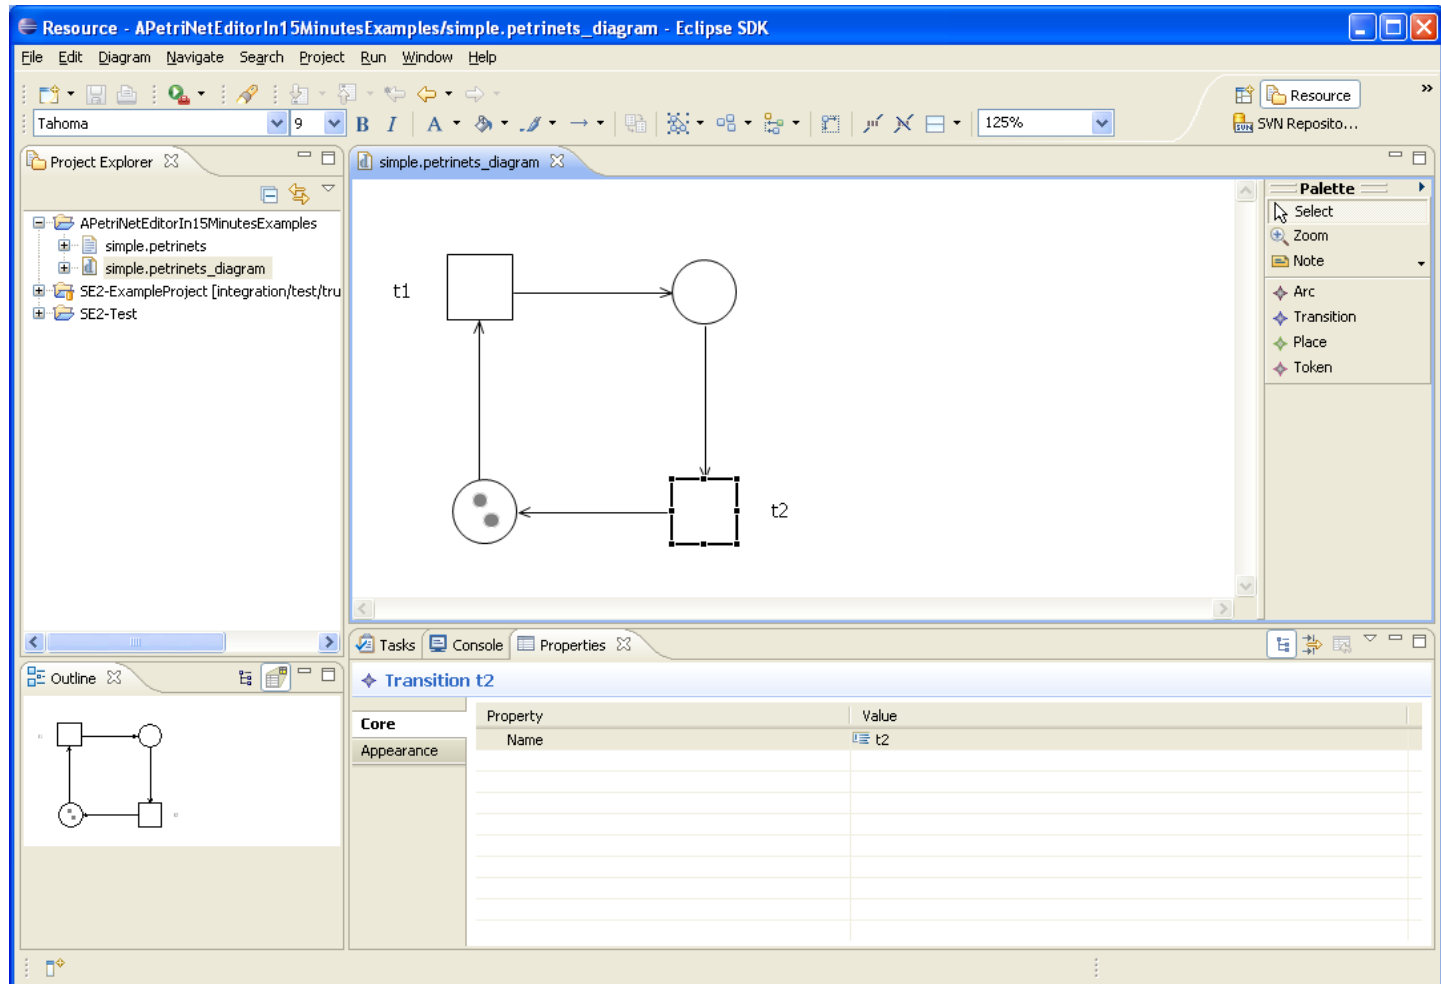 Resource - APetriNetEditorIn15MinutesExamples/simple.petrinets_diagram - Eclipse SDK
File Edit Diagram Navigate Search Project Run Window Help
Resource »
Tahoma 9 B I A 125% SVN Reposito...
Project Explorer
simple.petrinets_diagram
APetriNetEditorIn15MinutesExamples
simple.petrinets
simple.petrinets_diagram
SE2-ExampleProject [integration/test/tru
SE2-Test
t1
t2
Palette
Select
Zoom
Note
Arc
Transition
Place
Token
Tasks Console Properties
Outline
Transition t2
Core
Appearance
Property Value
Name t2